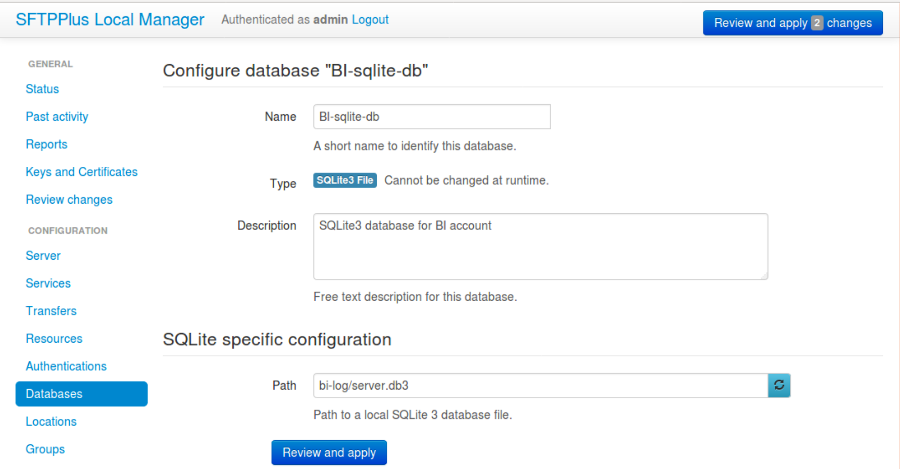 SFTPPlus Local Manager Authenticated as admin Logout Review and apply 2 changes
GENERAL
Status
Past activity
Reports
Keys and Certificates
Review changes
CONFIGURATION
Server
Services
Transfers
Resources
Authentications
Databases
Locations
Groups
Configure database "BI-sqlite-db"
Name BI-sqlite-db
A short name to identify this database.
Type SQLite3 File Cannot be changed at runtime.
Description SQLite3 database for BI account
Free text description for this database.
SQLite specific configuration
Path bi-log/server.db3
Path to a local SQLite 3 database file.
Review and apply